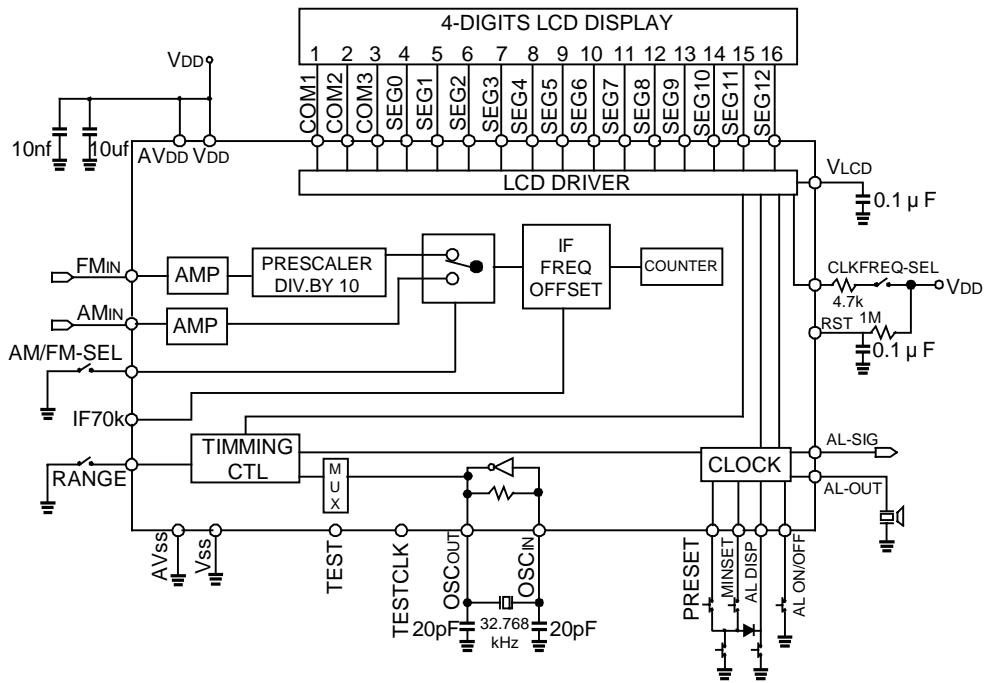 4-DIGITS LCD DISPLAY
1 2 3 4 5 6 7 8 9 10 11 12 13 14 15 16
COM1
COM2
COM3
SEG0
SEG1
SEG2
SEG3
SEG4
SEG5
SEG6
SEG7
SEG8
SEG9
SEG10
SEG11
SEG12
VDD
10nf
10uf
AVDD VDD
LCD DRIVER
VLCD
0.1 µ F
FMIN
AMP
PRESCALER
DIV.BY 10
IF
FREQ
OFFSET
COUNTER
CLKFREQ-SEL
4.7k
VDD
AMIN
AMP
RST
1M
0.1 µ F
AM/FM-SEL
IF70k
RANGE
TIMMING
CTL
MUX
CLOCK
AL-SIG
AL-OUT
AVss
Vss
TEST
TESTCLK
OSCOUT
OSCIN
PRESET
MINSET
AL DISP
AL ON/OFF
20pF
32.768
kHz
20pF